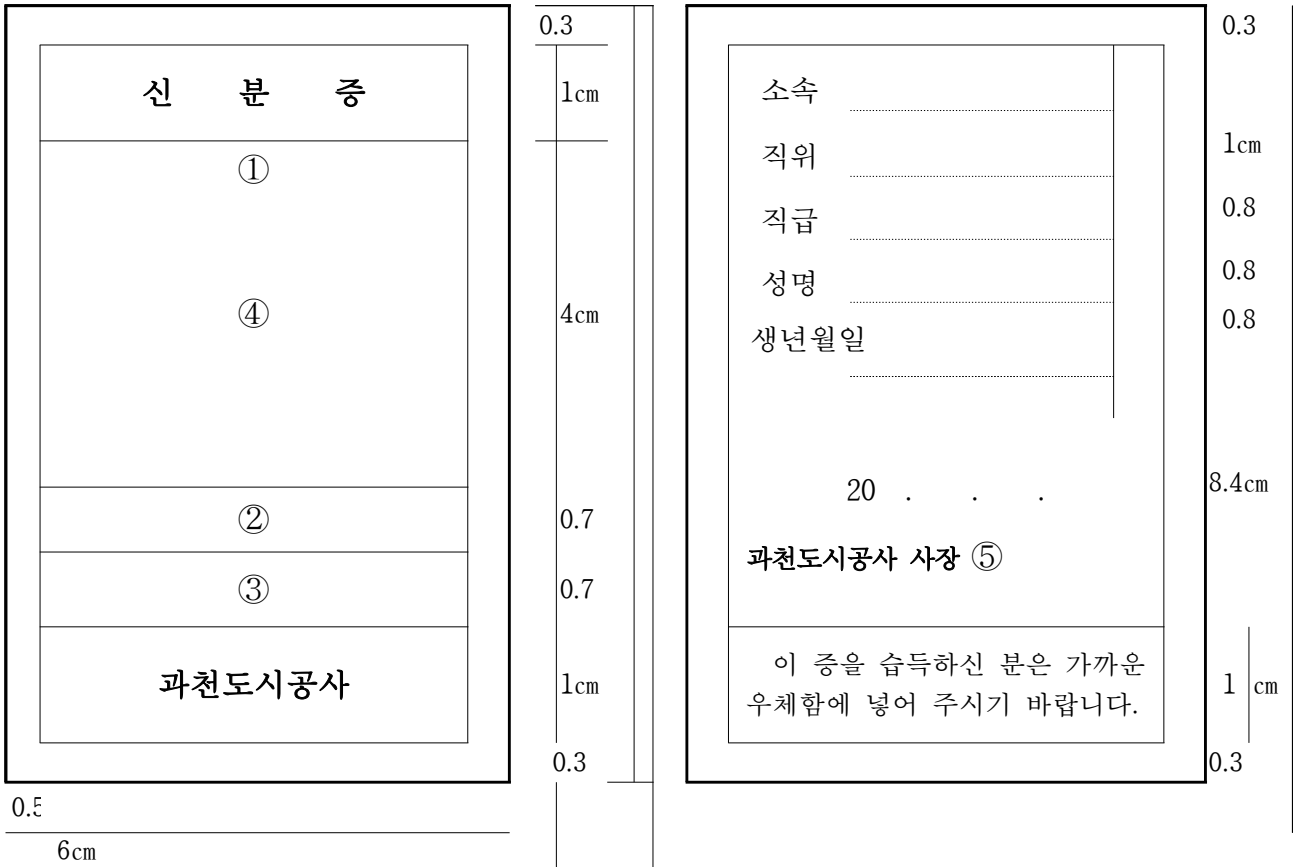 신 분 증
①
④
②
③
과천도시공사
0.5
6cm
0.3
1cm
4cm
0.7
0.7
1cm
0.3
소속
직위
직급
성명
생년월일
20 . . .
과천도시공사 사장 ⑤
이 증을 습득하신 분은 가까운
우체함에 넣어 주시기 바랍니다.
0.3
1cm
0.8
0.8
0.8
8.4cm
1 cm
0.3